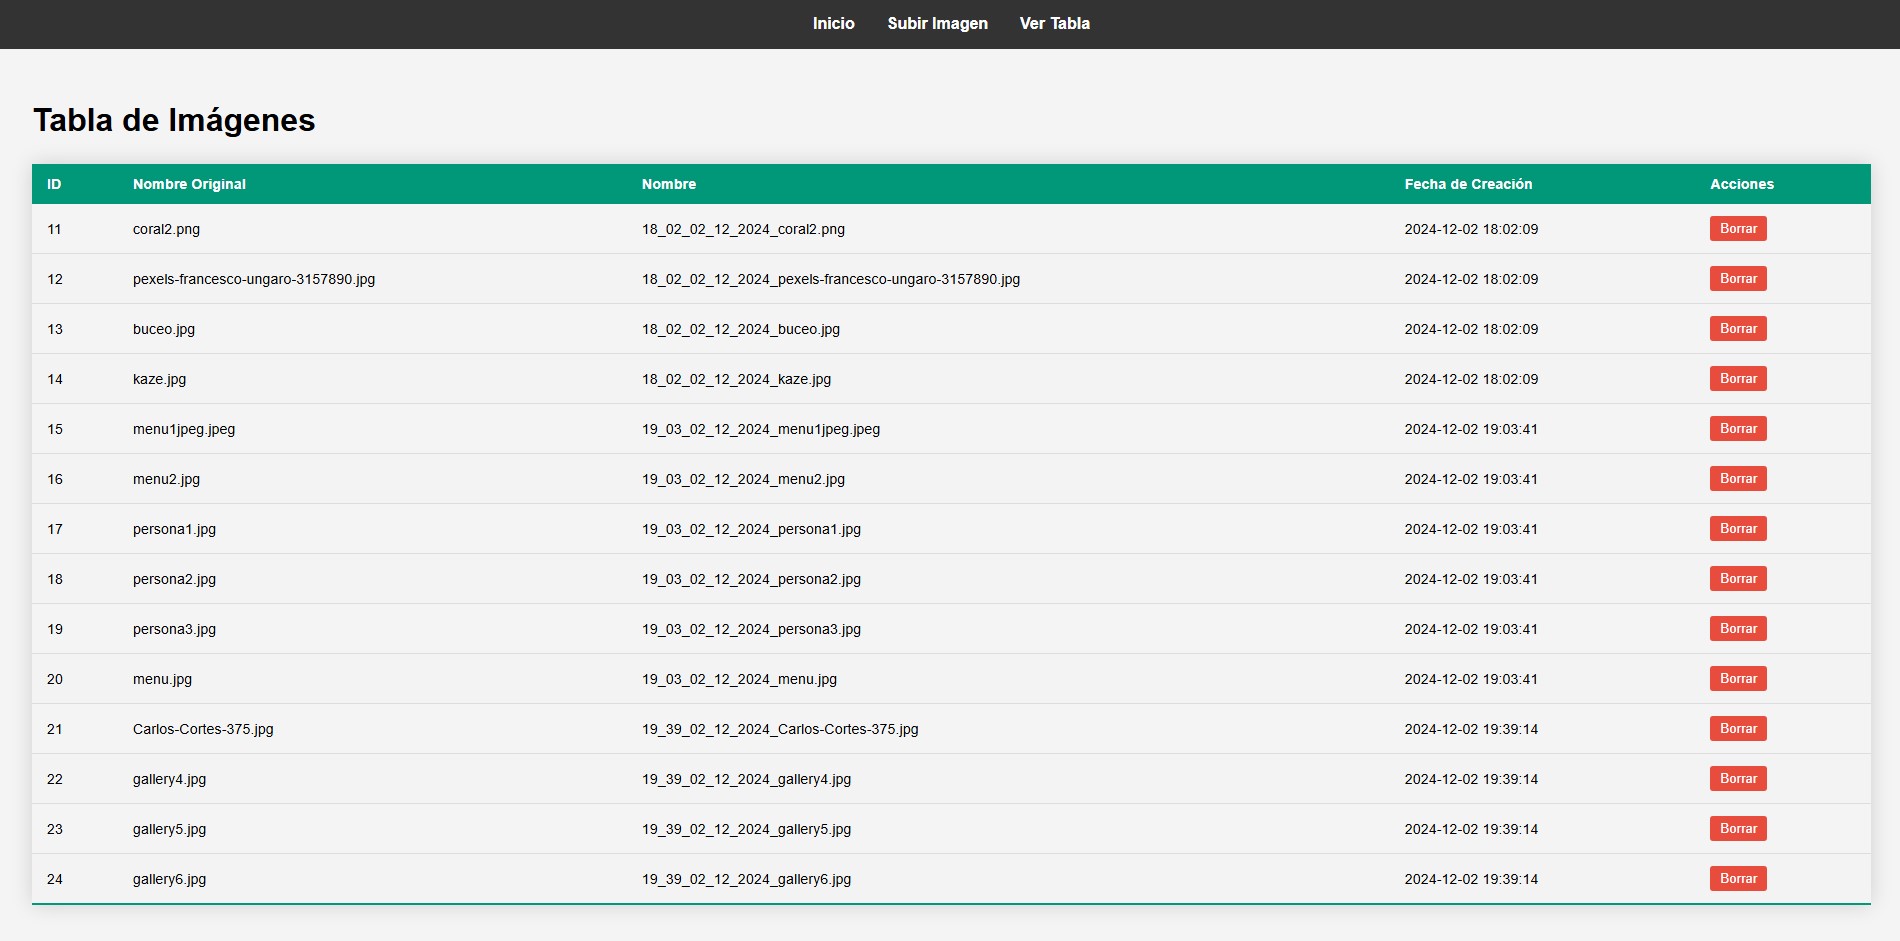 Inicio Subir Imagen Ver Tabla
Tabla de Imágenes
ID Nombre Original Nombre Fecha de Creación Acciones
11 coral2.png 18_02_02_12_2024_coral2.png 2024-12-02 18:02:09 Borrar
12 pexels-francesco-ungaro-3157890.jpg 18_02_02_12_2024_pexels-francesco-ungaro-3157890.jpg 2024-12-02 18:02:09 Borrar
13 buceo.jpg 18_02_02_12_2024_buceo.jpg 2024-12-02 18:02:09 Borrar
14 kaze.jpg 18_02_02_12_2024_kaze.jpg 2024-12-02 18:02:09 Borrar
15 menu1jpeg.jpeg 19_03_02_12_2024_menu1jpeg.jpeg 2024-12-02 19:03:41 Borrar
16 menu2.jpg 19_03_02_12_2024_menu2.jpg 2024-12-02 19:03:41 Borrar
17 persona1.jpg 19_03_02_12_2024_persona1.jpg 2024-12-02 19:03:41 Borrar
18 persona2.jpg 19_03_02_12_2024_persona2.jpg 2024-12-02 19:03:41 Borrar
19 persona3.jpg 19_03_02_12_2024_persona3.jpg 2024-12-02 19:03:41 Borrar
20 menu.jpg 19_03_02_12_2024_menu.jpg 2024-12-02 19:03:41 Borrar
21 Carlos-Cortes-375.jpg 19_39_02_12_2024_Carlos-Cortes-375.jpg 2024-12-02 19:39:14 Borrar
22 gallery4.jpg 19_39_02_12_2024_gallery4.jpg 2024-12-02 19:39:14 Borrar
23 gallery5.jpg 19_39_02_12_2024_gallery5.jpg 2024-12-02 19:39:14 Borrar
24 gallery6.jpg 19_39_02_12_2024_gallery6.jpg 2024-12-02 19:39:14 Borrar